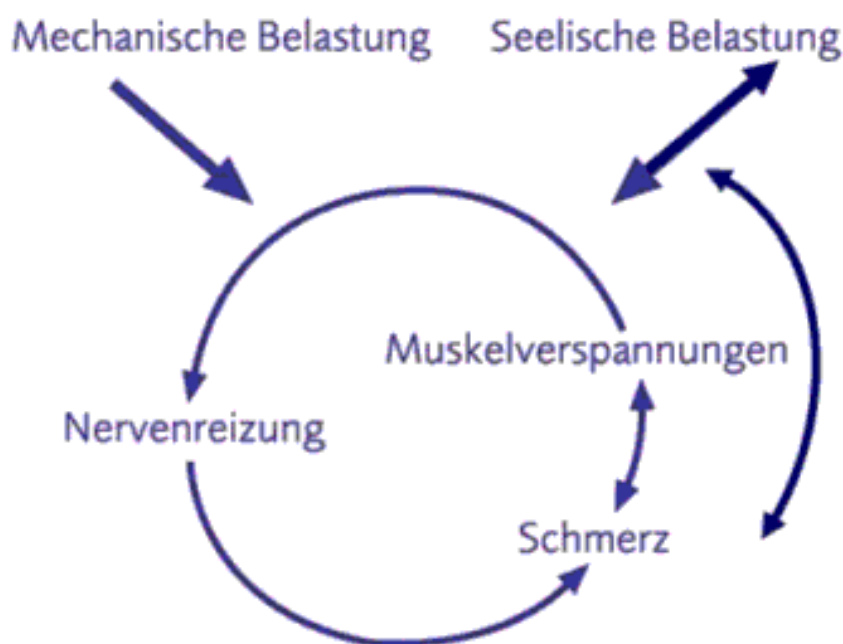 Mechanische Belastung
Seelische Belastung
Muskelverspannungen
Nervenreizung
Schmerz